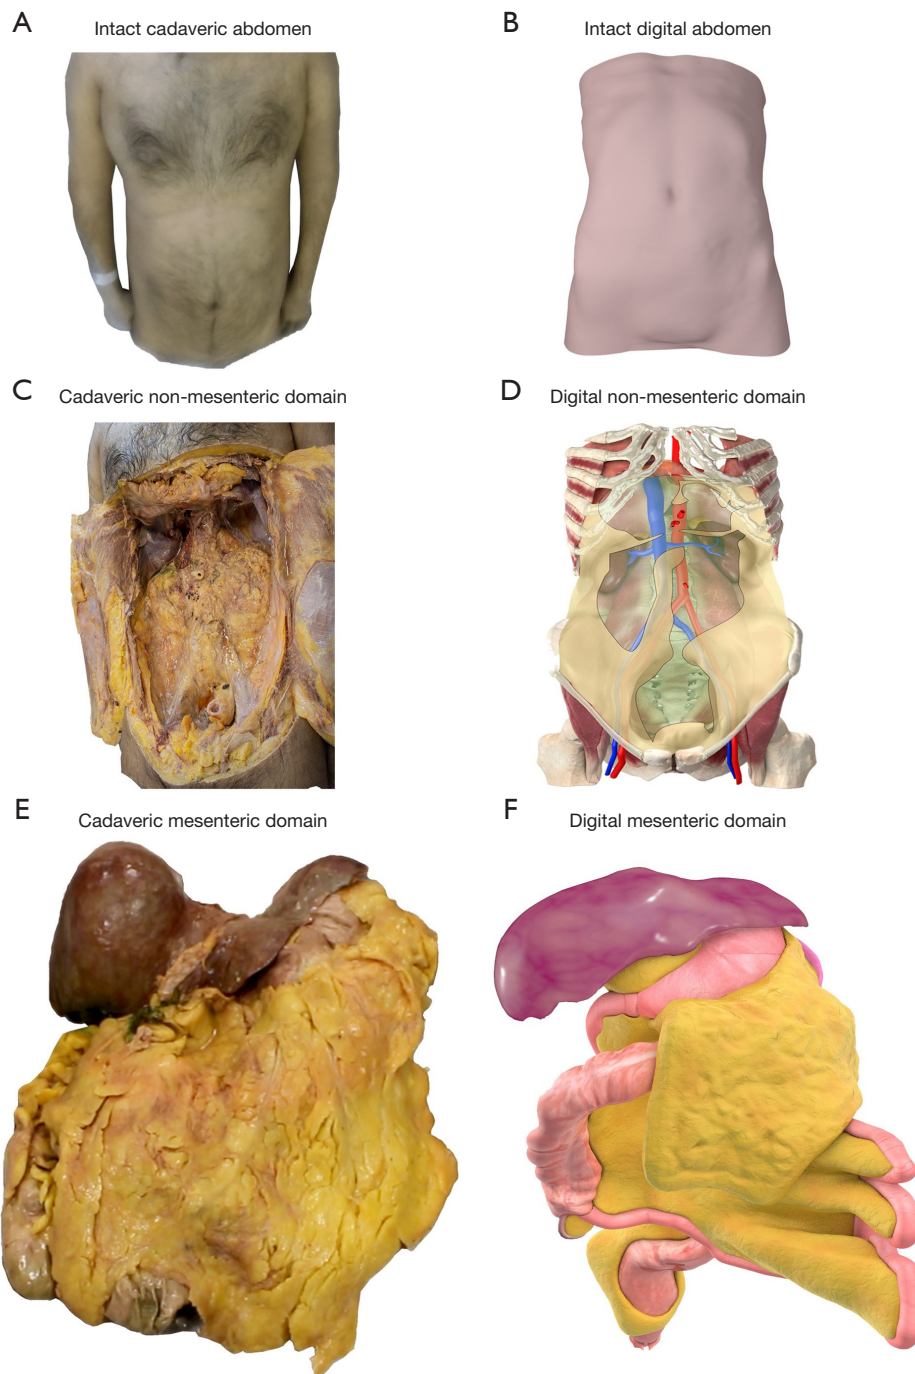 A
Intact cadaveric abdomen
B
Intact digital abdomen
C
Cadaveric non-mesenteric domain
D
Digital non-mesenteric domain
E
Cadaveric mesenteric domain
F
Digital mesenteric domain